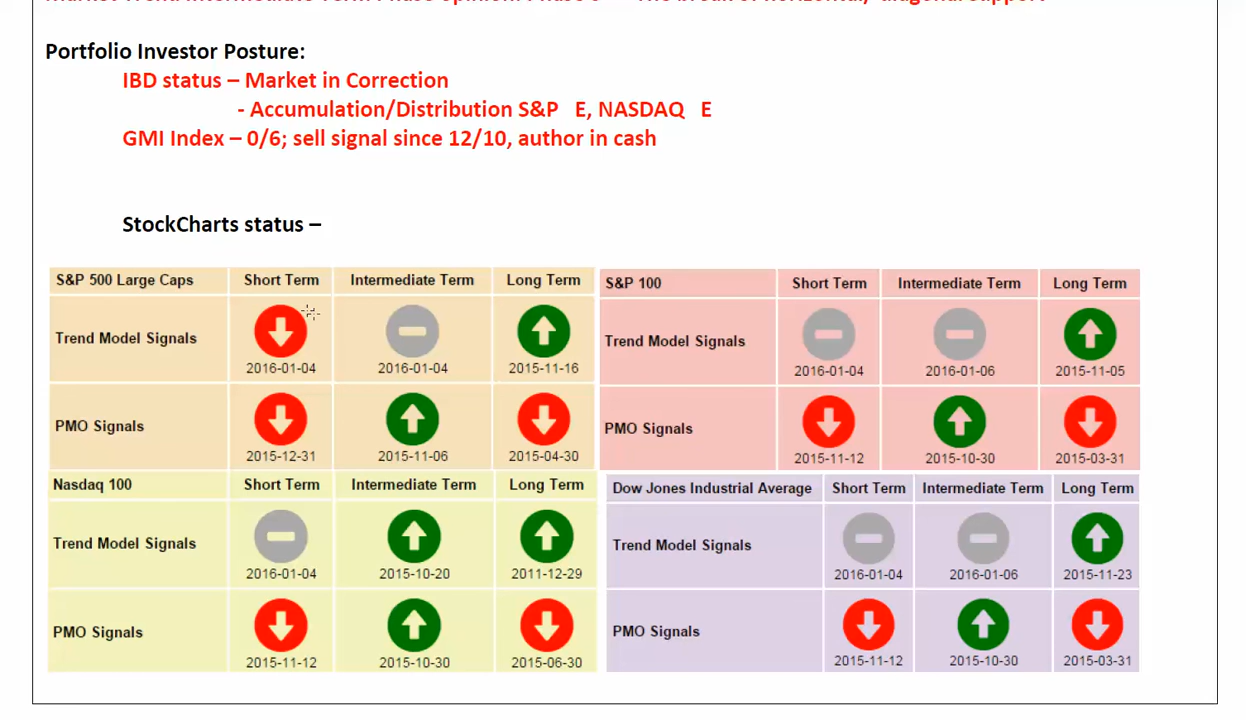 Portfolio Investor Posture:
IBD status – Market in Correction
- Accumulation/Distribution S&P E, NASDAQ E
GMI Index – 0/6; sell signal since 12/10, author in cash
StockCharts status –
S&P 500 Large Caps Short Term Intermediate Term Long Term
Trend Model Signals
2016-01-04 2016-01-04 2015-11-16
PMO Signals
2015-12-31 2015-11-06 2015-04-30
S&P 100 Short Term Intermediate Term Long Term
Trend Model Signals
2016-01-04 2016-01-06 2015-11-05
PMO Signals
2015-11-12 2015-10-30 2015-03-31
Nasdaq 100 Short Term Intermediate Term Long Term
Trend Model Signals
2016-01-04 2015-10-20 2011-12-29
PMO Signals
2015-11-12 2015-10-30 2015-06-30
Dow Jones Industrial Average Short Term Intermediate Term Long Term
Trend Model Signals
2016-01-04 2016-01-06 2015-11-23
PMO Signals
2015-11-12 2015-10-30 2015-03-31